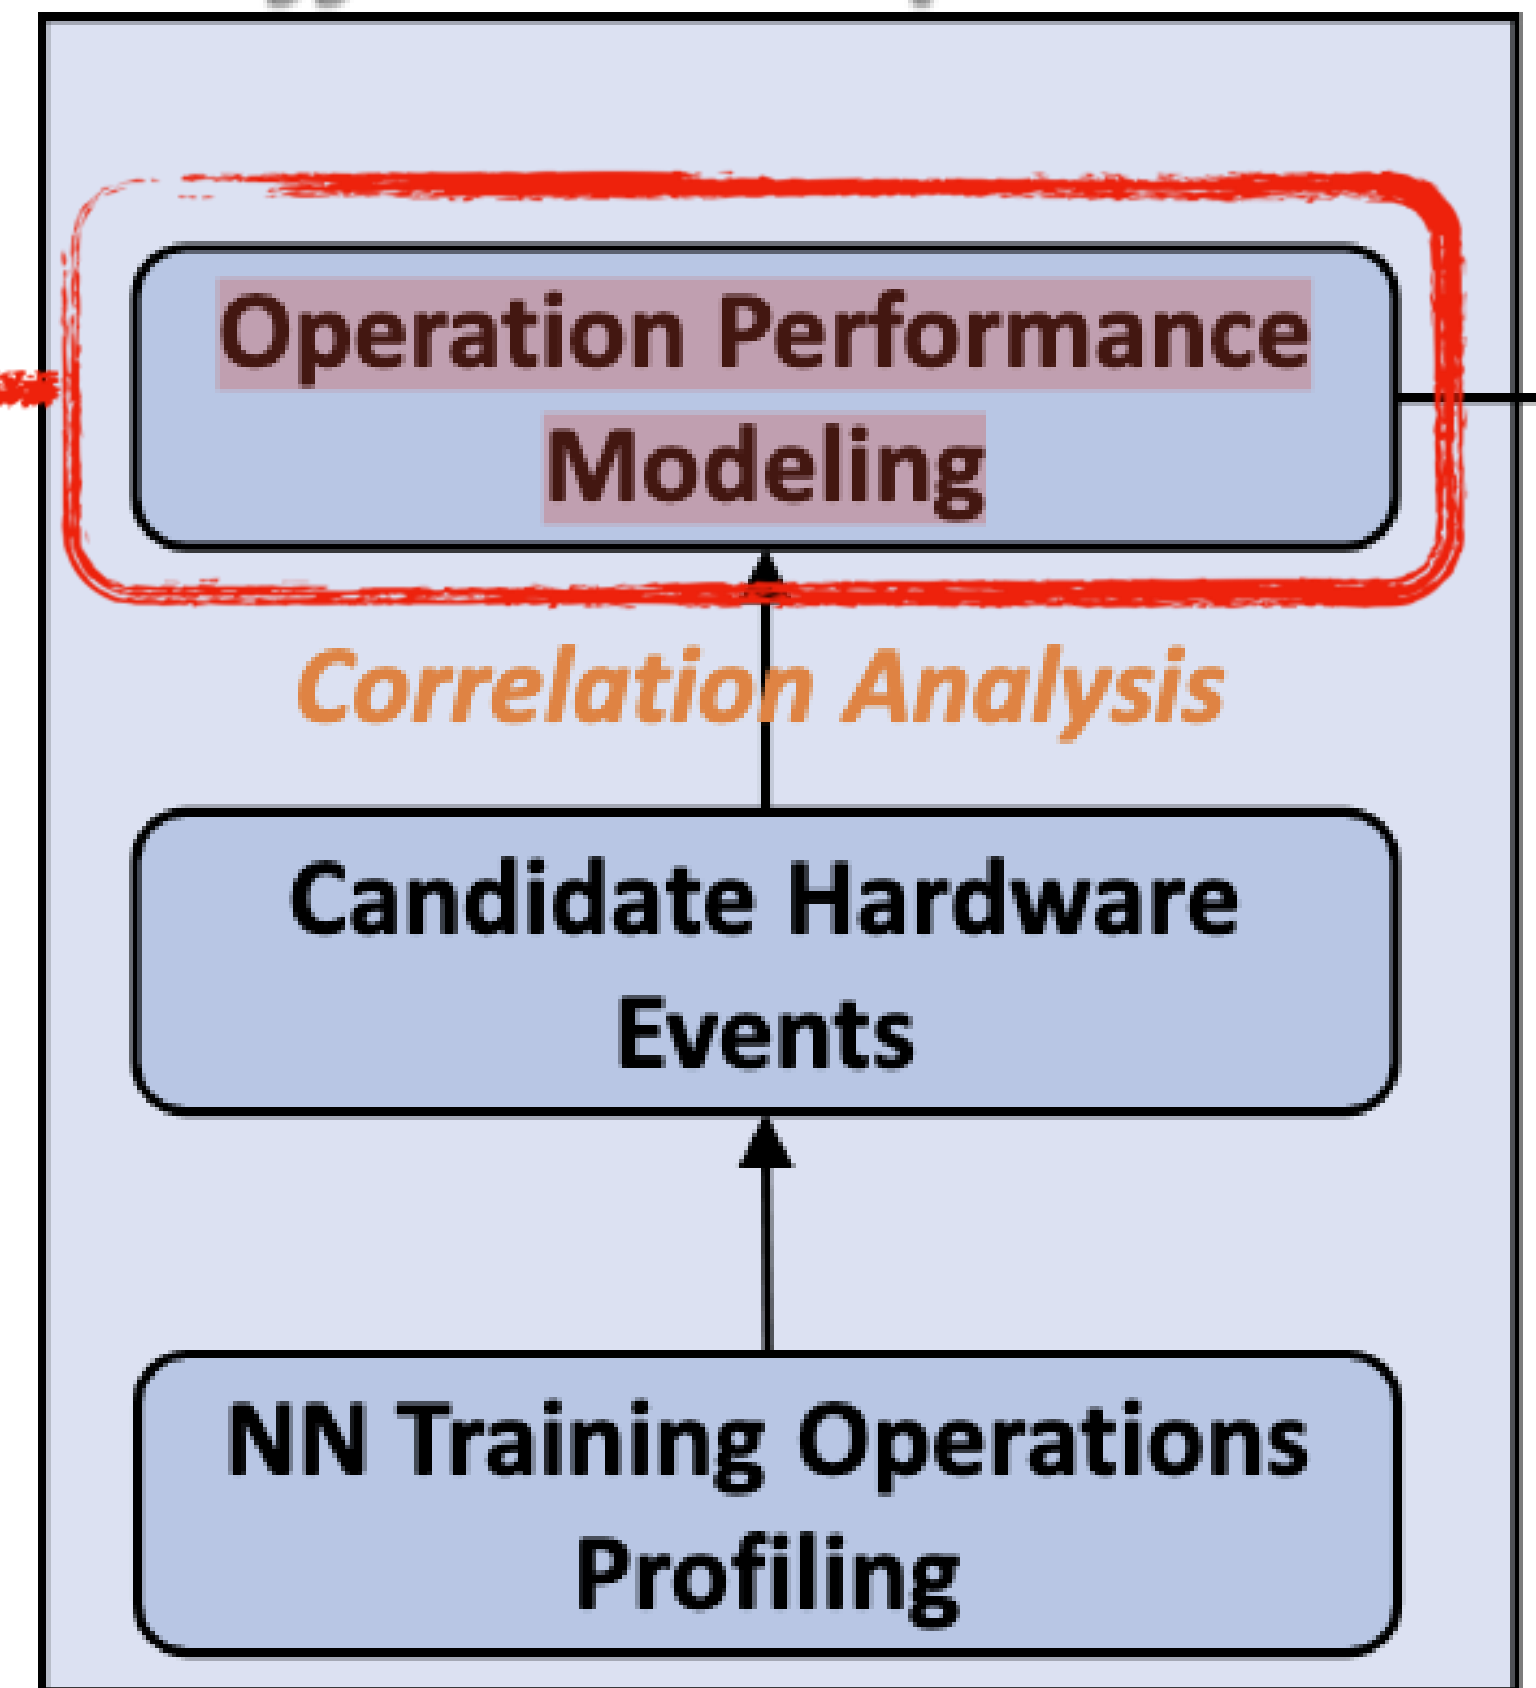 Operation Performance
Modeling
Correlation Analysis
Candidate Hardware
Events
NN Training Operations
Profiling